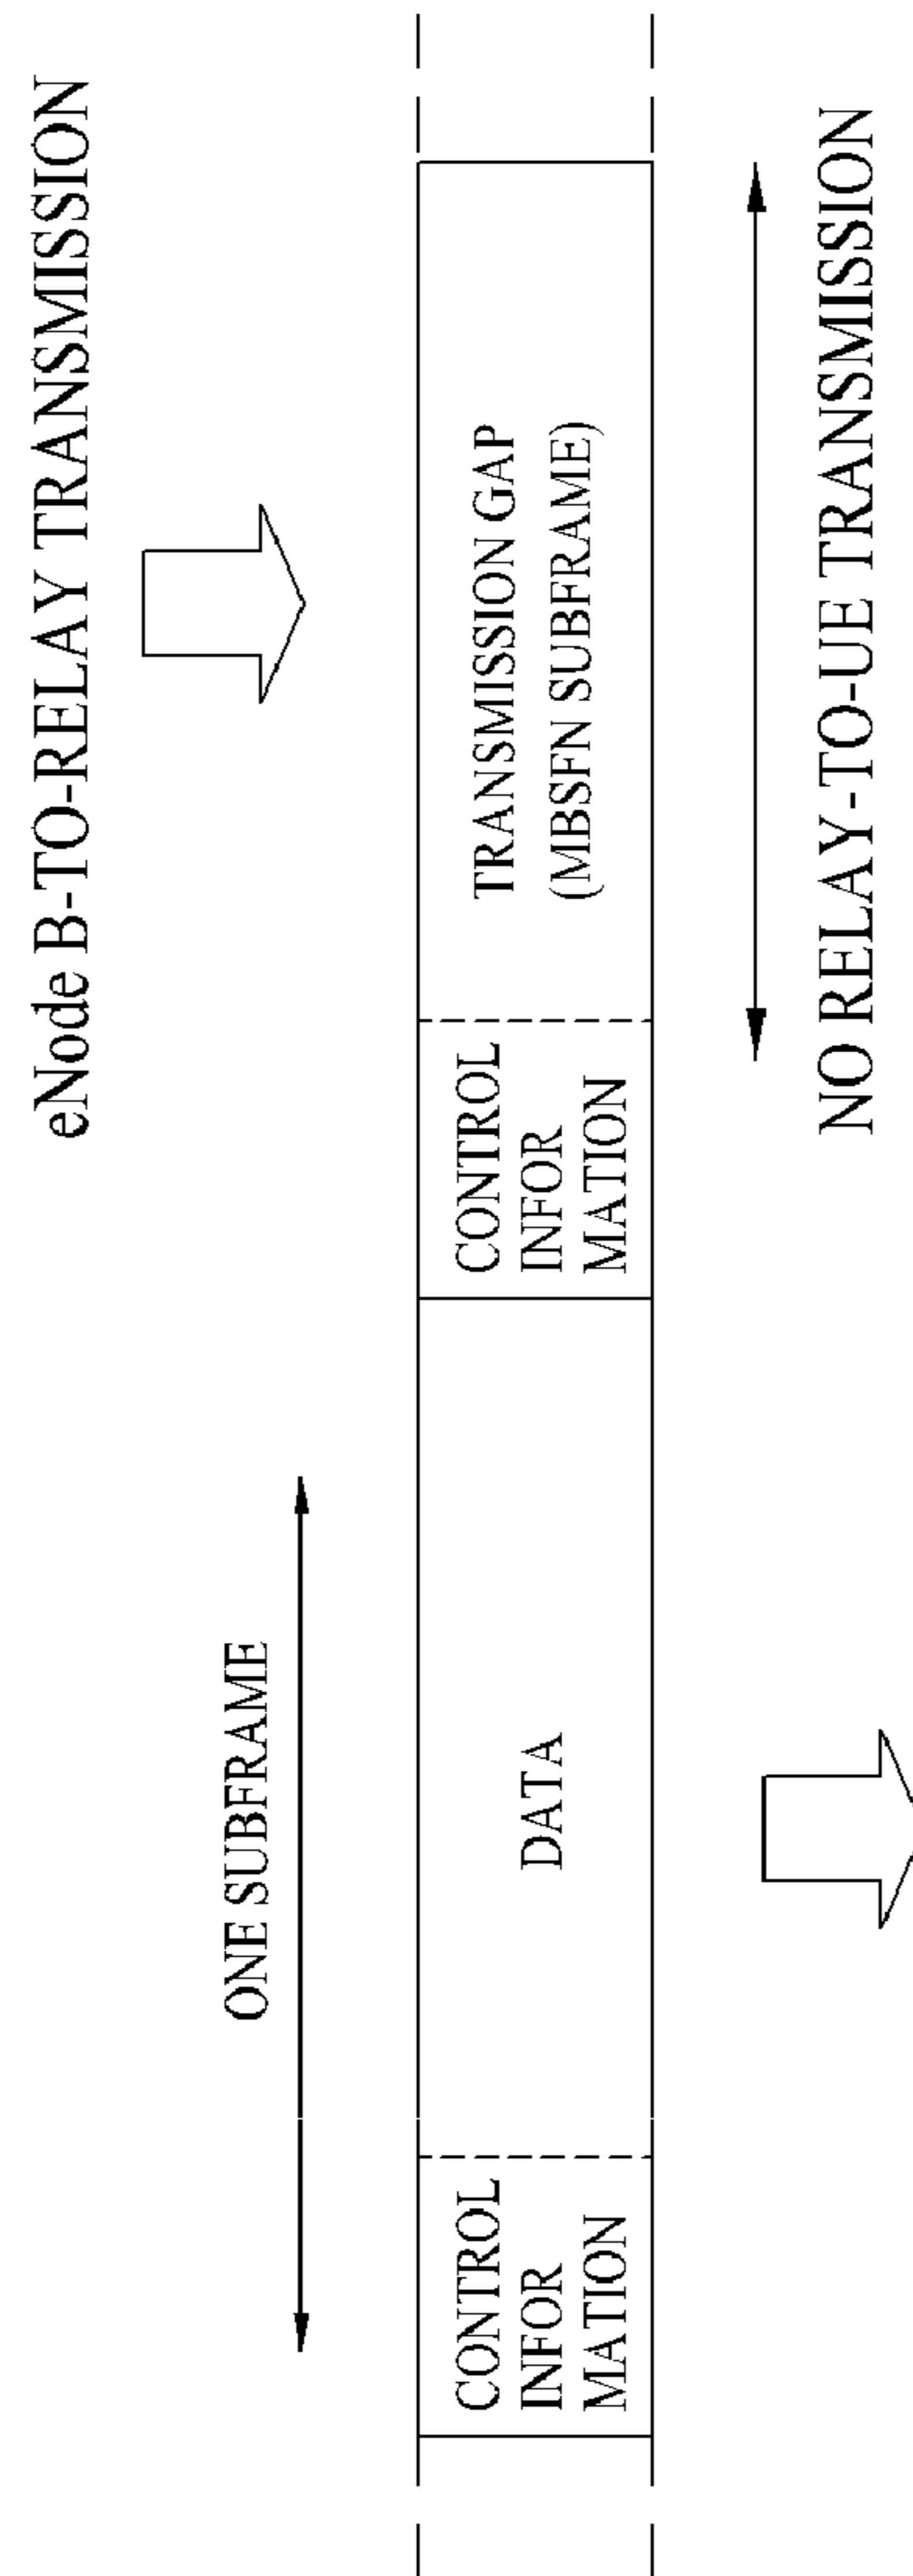 eNode B-TO-RELAY TRANSMISSION
ONE SUBFRAME
CONTROL
INFOR
MATION
DATA
CONTROL
INFOR
MATION
TRANSMISSION GAP
(MBSFN SUBFRAME)
NO RELAY-TO-UE TRANSMISSION